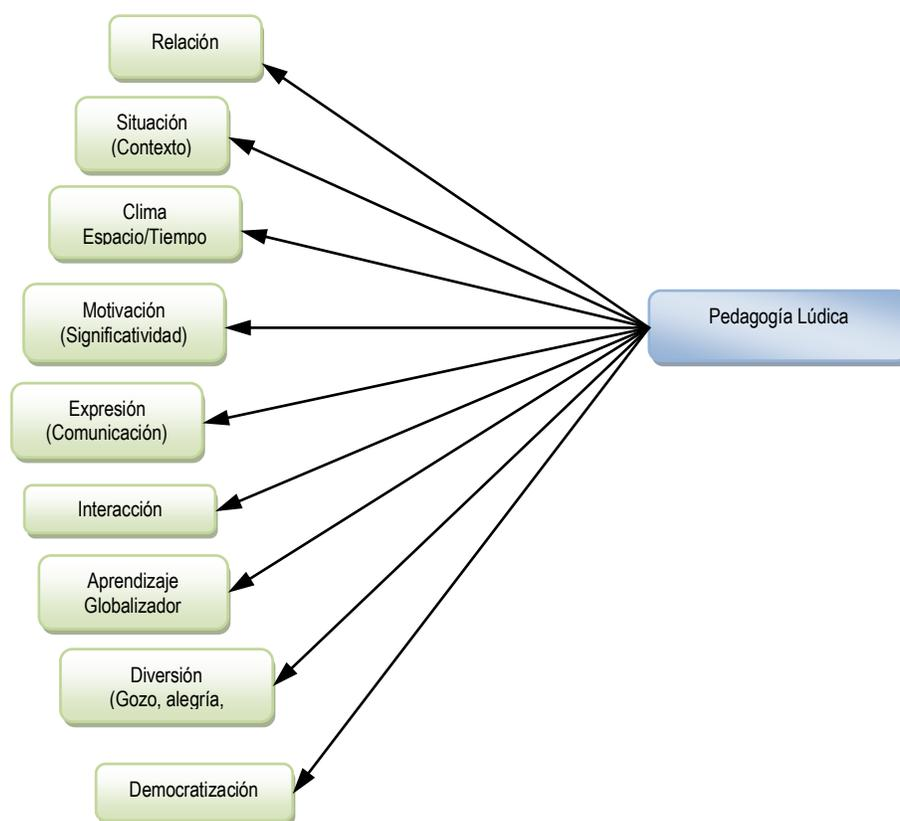 Relación
Situación
(Contexto)
Clima
Espacio/Tiempo
Motivación
(Significatividad)
Pedagogía Lúdica
Expresión
(Comunicación)
Interacción
Aprendizaje
Globalizador
Diversión
(Gozo, alegría,
Democratización